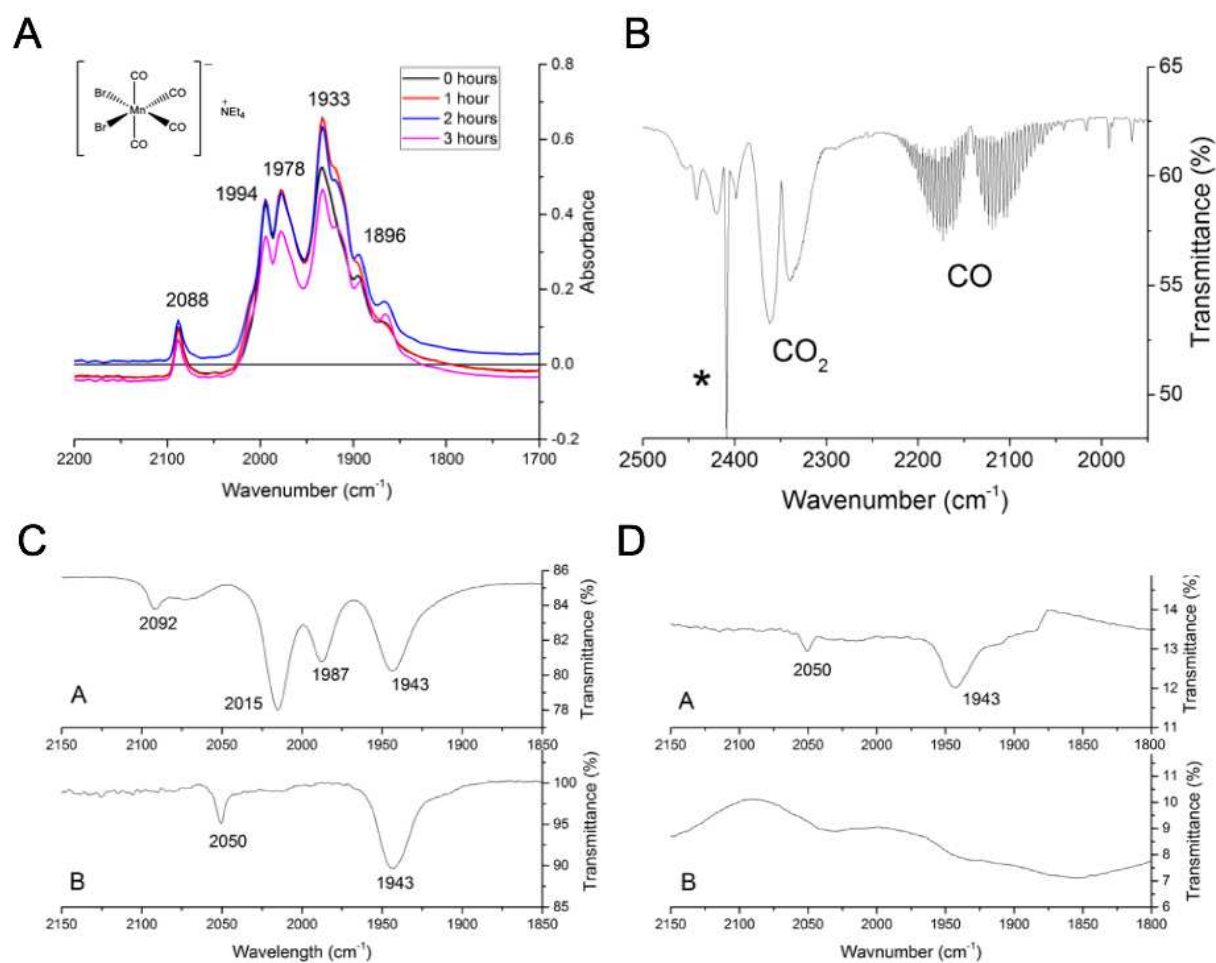 A
CO
Br
CO
Mn
Br
CO
CO
−
+
NEt4
0 hours
1 hour
2 hours
3 hours
2088
1994
1978
1933
1896
0.8
0.6
0.4
0.2
0.0
-0.2
Absorbance
2200 2100 2000 1900 1800 1700
Wavenumber (cm-1)
B
65
60
55
50
Transmittance (%)
*
CO2
CO
2500 2400 2300 2200 2100 2000
Wavenumber (cm-1)
C
86
84
82
80
78
Transmittance (%)
2092
2015
1987
1943
A
2150 2100 2050 2000 1950 1900 1850
100
95
90
85
Transmittance (%)
2050
1943
B
2150 2100 2050 2000 1950 1900 1850
Wavelength (cm-1)
D
14
13
12
11
Transmittance (%)
2050
1943
A
2150 2100 2050 2000 1950 1900 1850 1800
11
10
9
8
7
6
Transmittance (%)
B
2150 2100 2050 2000 1950 1900 1850 1800
Wavnumber (cm-1)